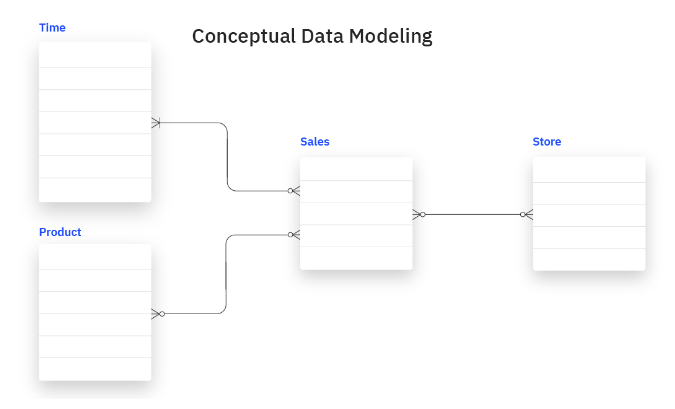 Time
Conceptual Data Modeling
Sales
Store
Product